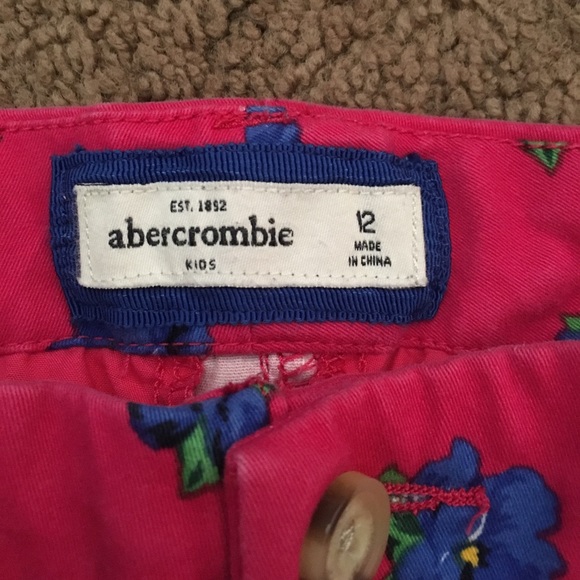 EST. 1892
abercrombie
KIDS
12
MADE
IN CHINA